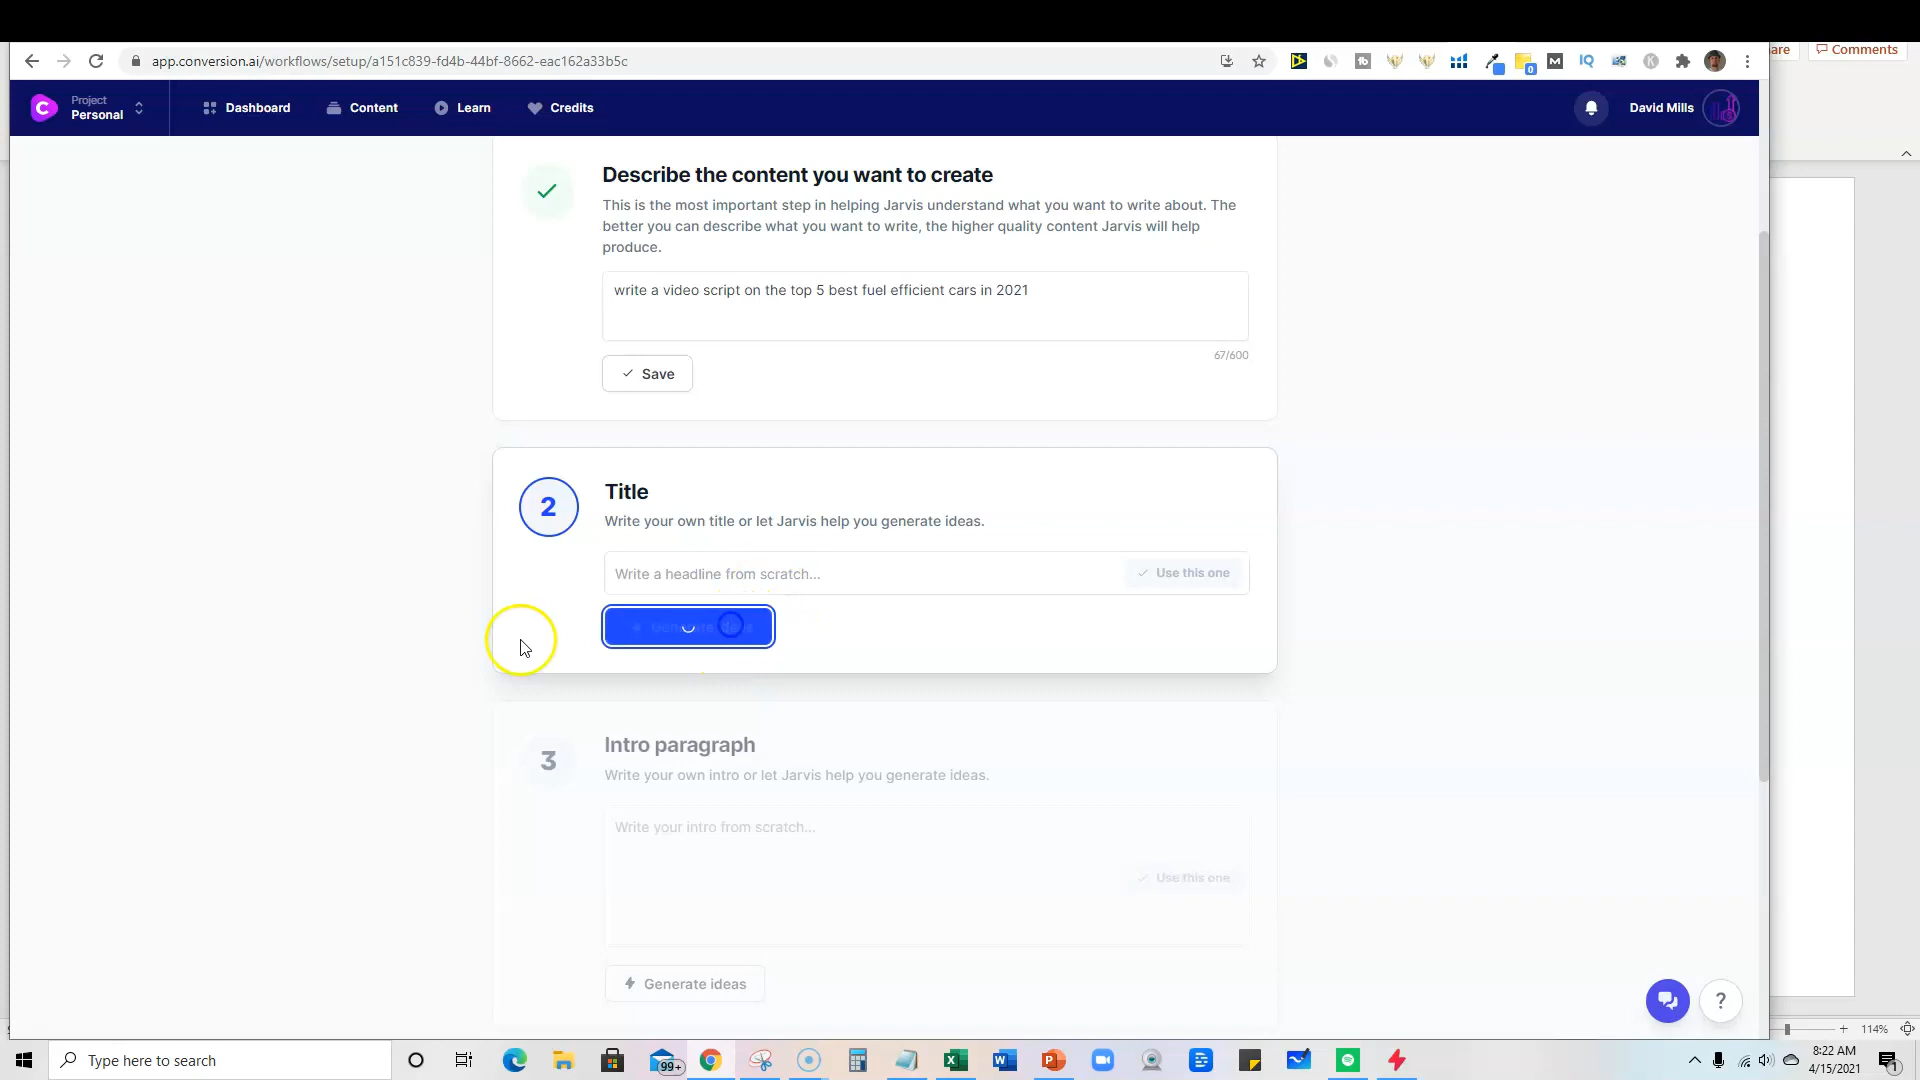 are
Comments
app.conversion.ai/workflows/setup/a151c839-fd4b-44bf-8662-eac162a33b5c
Project
Personal
Dashboard
Content
Learn
Credits
David Mills
Describe the content you want to create
This is the most important step in helping Jarvis understand what you want to write about. The
better you can describe what you want to write, the higher quality content Jarvis will help
produce.
write a video script on the top 5 best fuel efficient cars in 2021
67/600
Save
2
Title
Write your own title or let Jarvis help you generate ideas.
Write a headline from scratch...
Use this one
Generate ideas
3
Intro paragraph
Write your own intro or let Jarvis help you generate ideas.
Write your intro from scratch...
Use this one
Generate ideas
?
114%
Type here to search
99+
8:22 AM
4/15/2021